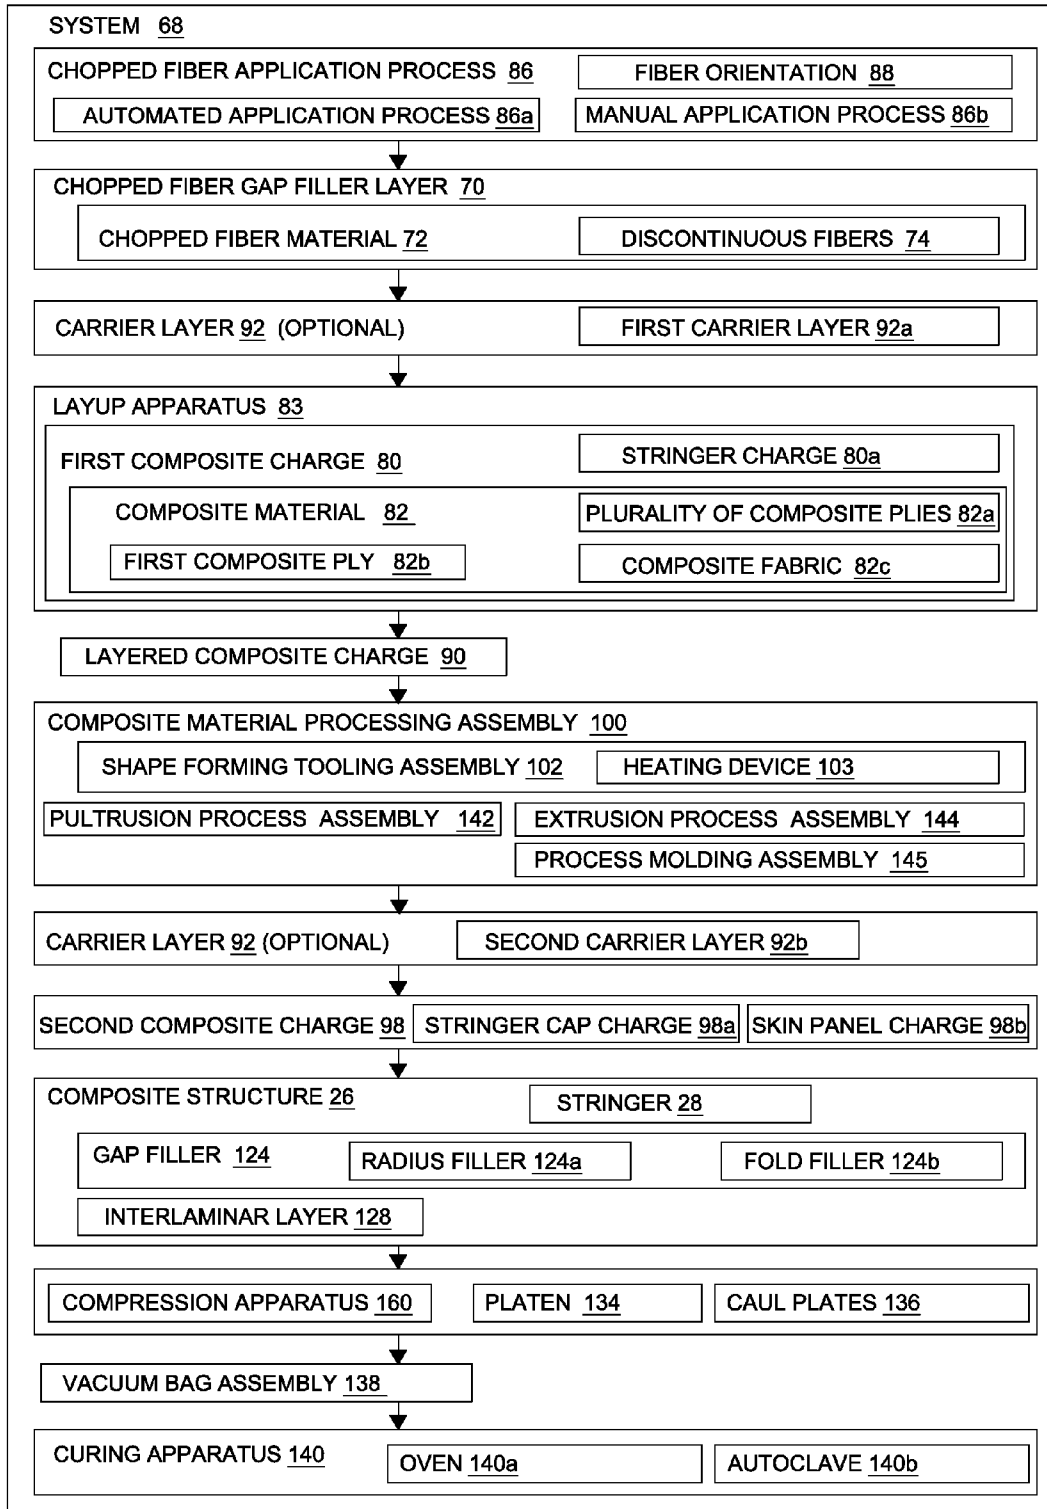 SYSTEM 68
CHOPPED FIBER APPLICATION PROCESS 86
FIBER ORIENTATION 88
AUTOMATED APPLICATION PROCESS 86a
MANUAL APPLICATION PROCESS 86b
CHOPPED FIBER GAP FILLER LAYER 70
CHOPPED FIBER MATERIAL 72
DISCONTINUOUS FIBERS 74
CARRIER LAYER 92 (OPTIONAL)
FIRST CARRIER LAYER 92a
LAYUP APPARATUS 83
FIRST COMPOSITE CHARGE 80
STRINGER CHARGE 80a
COMPOSITE MATERIAL 82
PLURALITY OF COMPOSITE PLIES 82a
FIRST COMPOSITE PLY 82b
COMPOSITE FABRIC 82c
LAYERED COMPOSITE CHARGE 90
COMPOSITE MATERIAL PROCESSING ASSEMBLY 100
SHAPE FORMING TOOLING ASSEMBLY 102
HEATING DEVICE 103
PULTRUSION PROCESS ASSEMBLY 142
EXTRUSION PROCESS ASSEMBLY 144
PROCESS MOLDING ASSEMBLY 145
CARRIER LAYER 92 (OPTIONAL)
SECOND CARRIER LAYER 92b
SECOND COMPOSITE CHARGE 98
STRINGER CAP CHARGE 98a
SKIN PANEL CHARGE 98b
COMPOSITE STRUCTURE 26
STRINGER 28
GAP FILLER 124
RADIUS FILLER 124a
FOLD FILLER 124b
INTERLAMINAR LAYER 128
COMPRESSION APPARATUS 160
PLATEN 134
CAUL PLATES 136
VACUUM BAG ASSEMBLY 138
CURING APPARATUS 140
OVEN 140a
AUTOCLAVE 140b